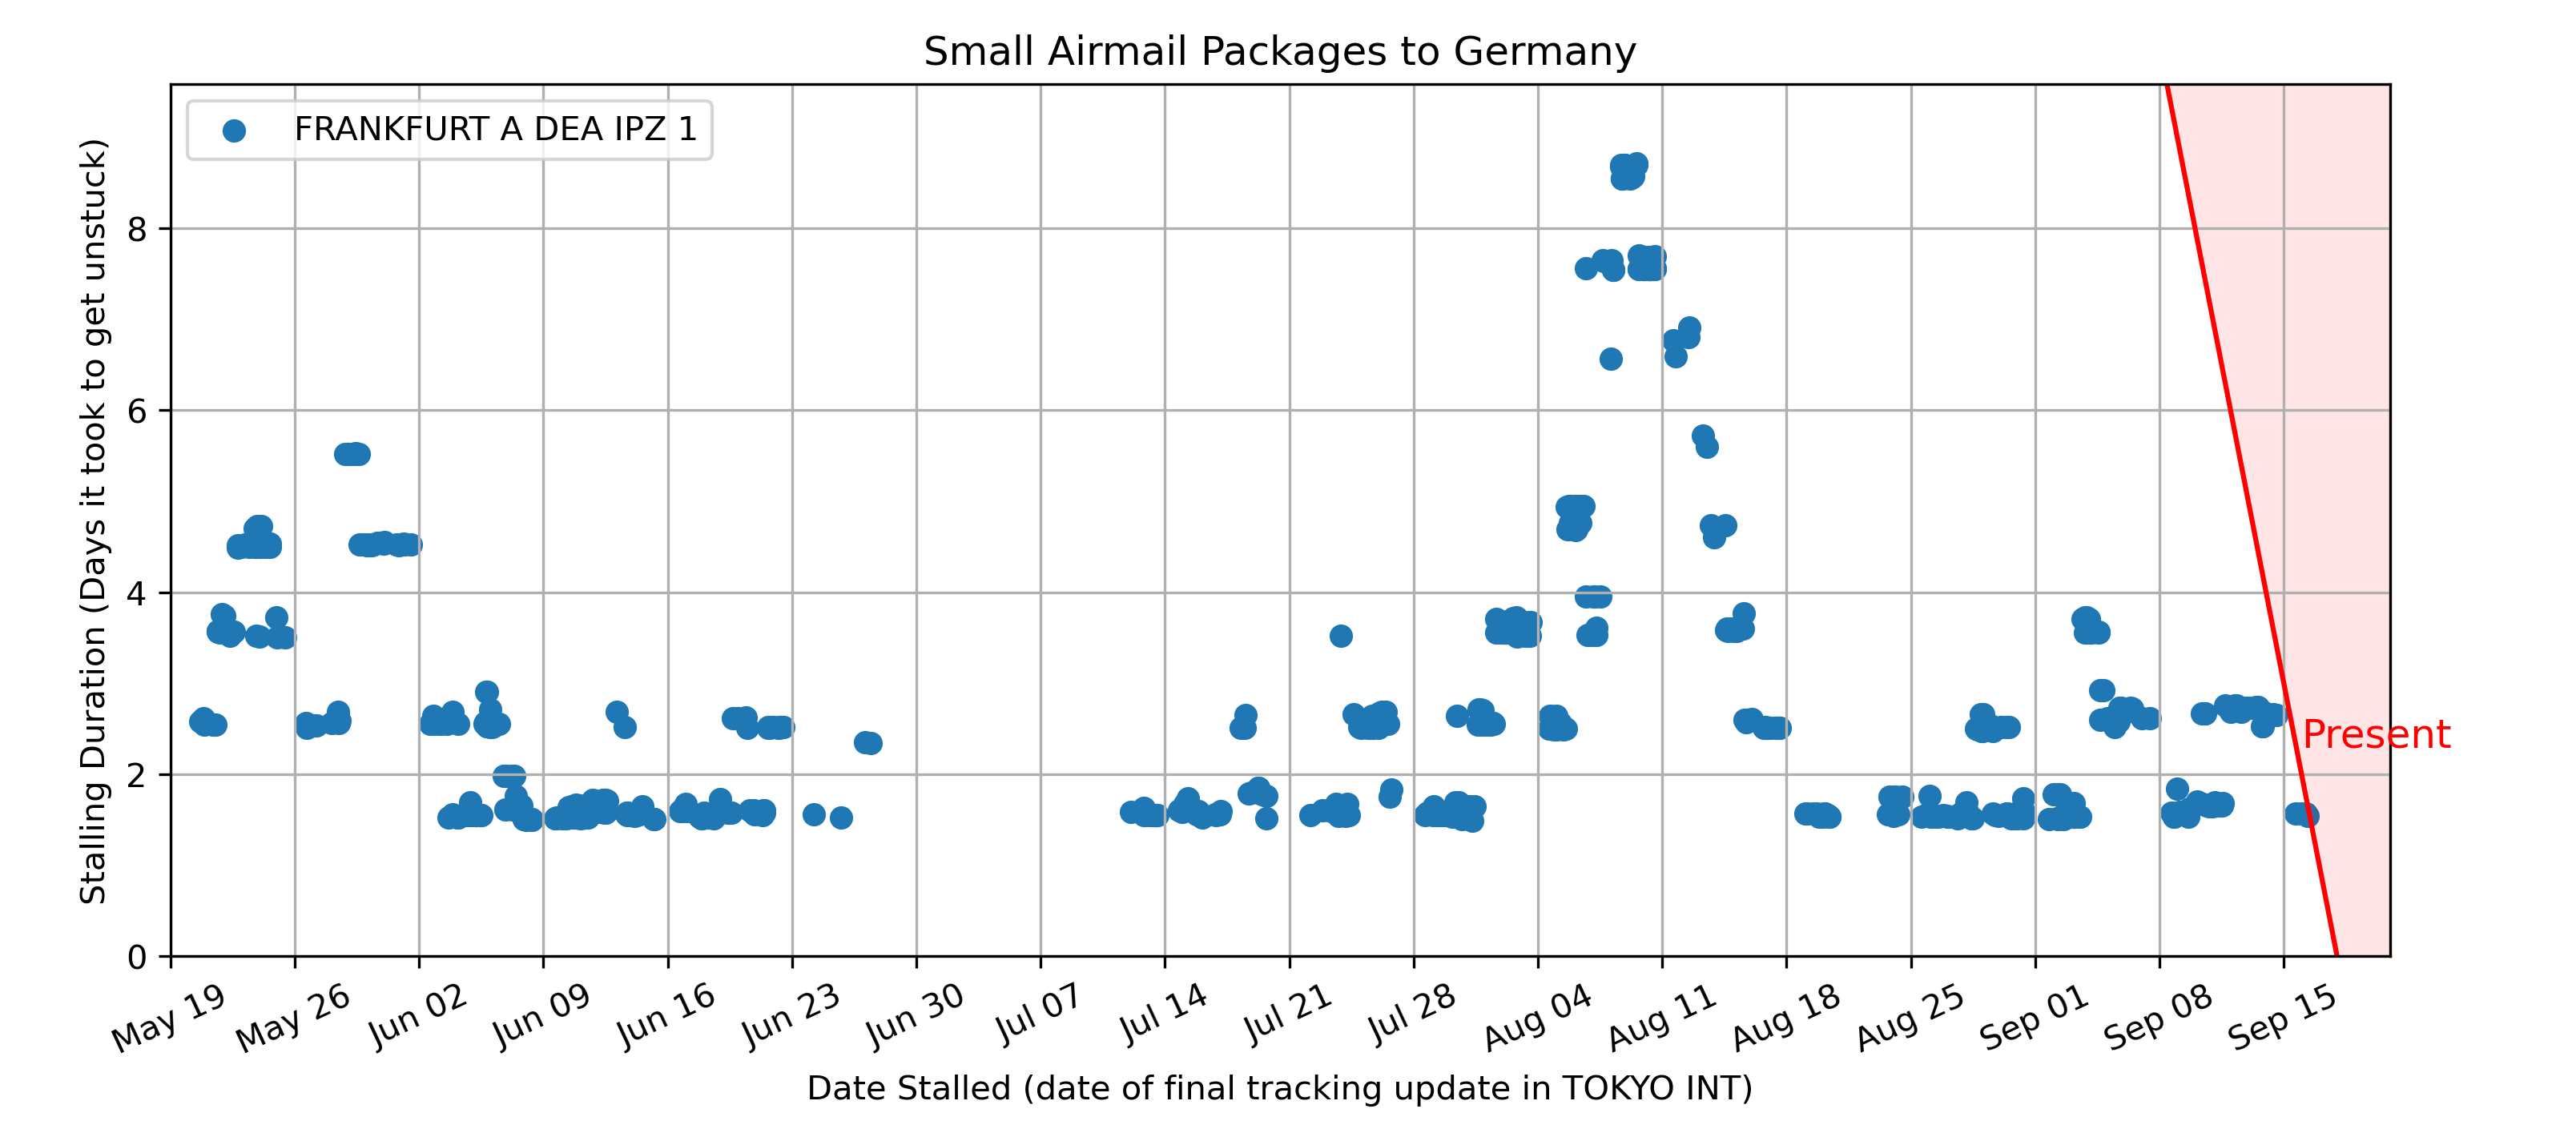 Small Airmail Packages to Germany
FRANKFURT A DEA IPZ 1
Stalling Duration (Days it took to get unstuck)
8
6
4
2
0
Present
May 19 May 26 Jun 02 Jun 09 Jun 16 Jun 23 Jun 30 Jul 07 Jul 14 Jul 21 Jul 28 Aug 04 Aug 11 Aug 18 Aug 25 Sep 01 Sep 08 Sep 15
Date Stalled (date of final tracking update in TOKYO INT)